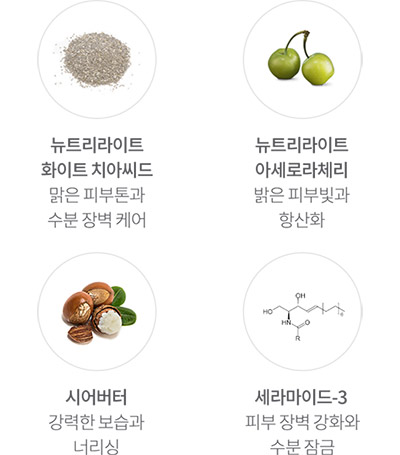 뉴트리라이트
화이트 치아씨드
맑은 피부톤과
수분 장벽 케어
뉴트리라이트
아세로라체리
밝은 피부빛과
항산화
시어버터
강력한 보습과
너리싱
OH
HO
HN
O
R
세라마이드-3
피부 장벽 강화와
수분 잠금